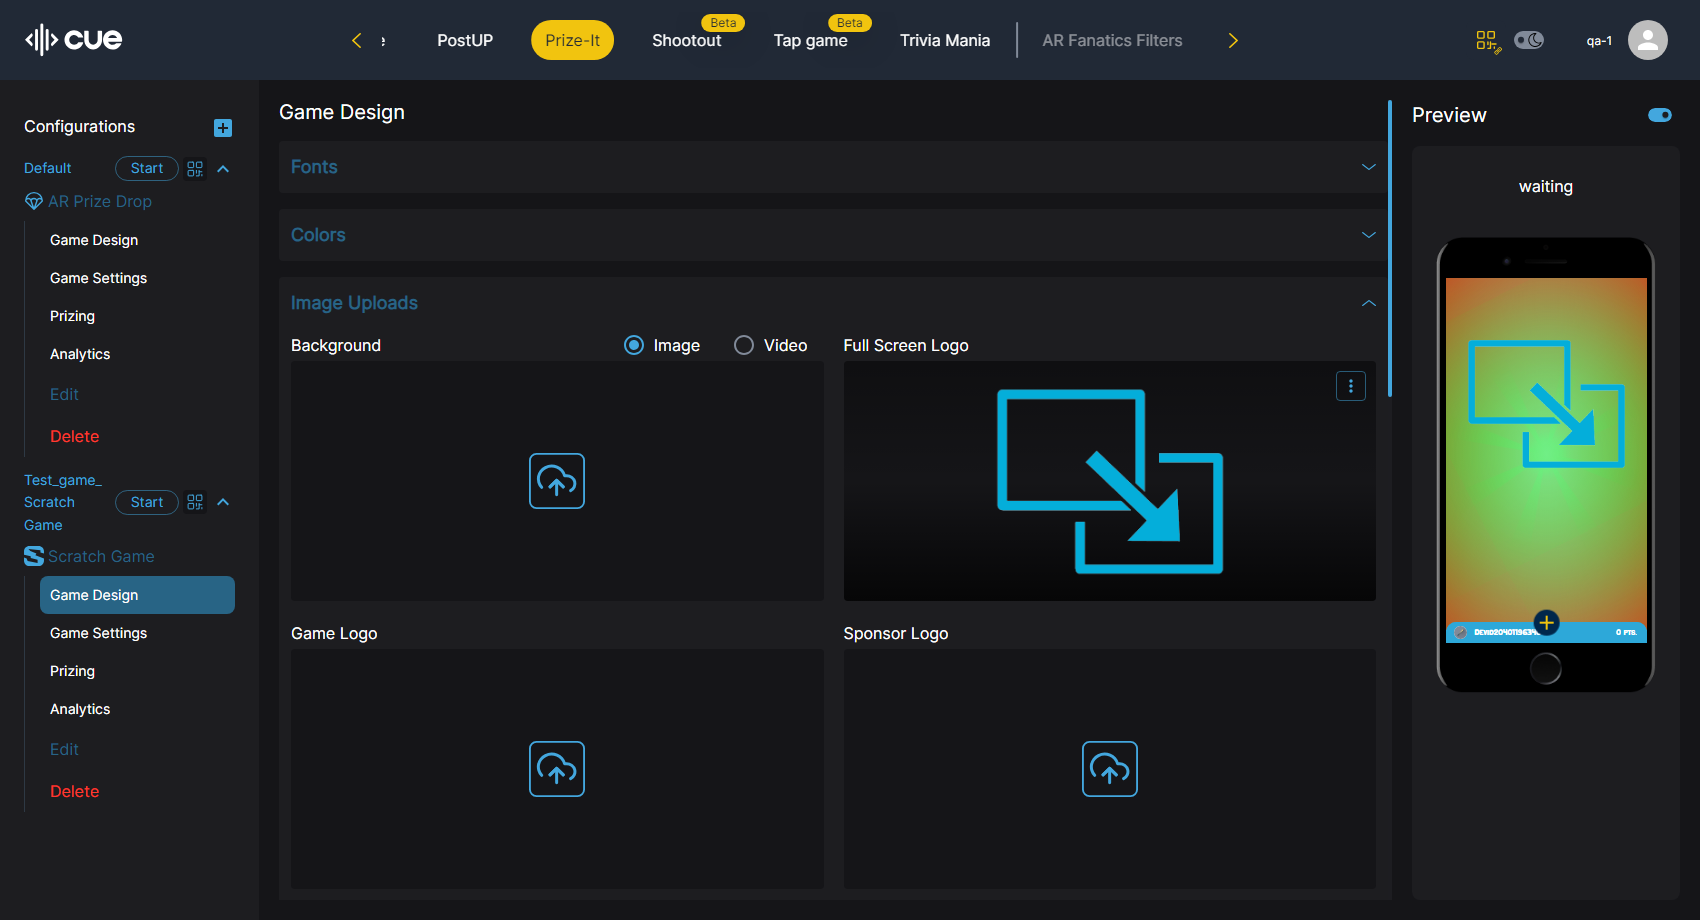 cue
PostUP
Prize-It
Beta
Shootout
Beta
Tap game
Trivia Mania
AR Fanatics Filters
qa-1
Configurations
Default
Start
AR Prize Drop
Game Design
Game Settings
Prizing
Analytics
Edit
Delete
Test_game_
Scratch
Game
Start
Scratch Game
Game Design
Game Settings
Prizing
Analytics
Edit
Delete
Game Design
Fonts
Colors
Image Uploads
Background
Image
Video
Full Screen Logo
Game Logo
Sponsor Logo
Preview
waiting
0 PTS.